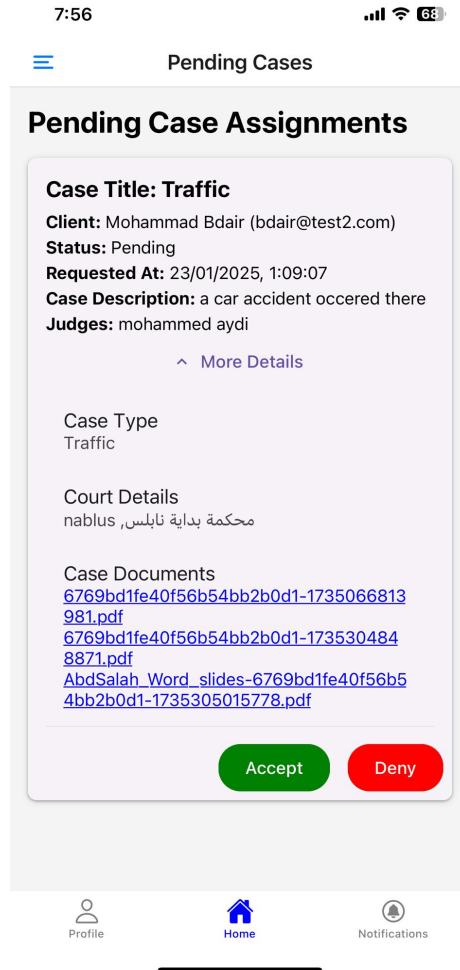 7:56
68
Pending Cases
Pending Case Assignments
Case Title: Traffic
Client: Mohammad Bdair (bdair@test2.com)
Status: Pending
Requested At: 23/01/2025, 1:09:07
Case Description: a car accident occered there
Judges: mohammed aydi
More Details
Case Type
Traffic
Court Details
nablus ,محكمة بداية نابلس
Case Documents
6769bd1fe40f56b54bb2b0d1-1735066813
981.pdf
6769bd1fe40f56b54bb2b0d1-173530484
8871.pdf
AbdSalah_Word_slides-6769bd1fe40f56b5
4bb2b0d1-1735305015778.pdf
Accept Deny
Profile Home Notifications